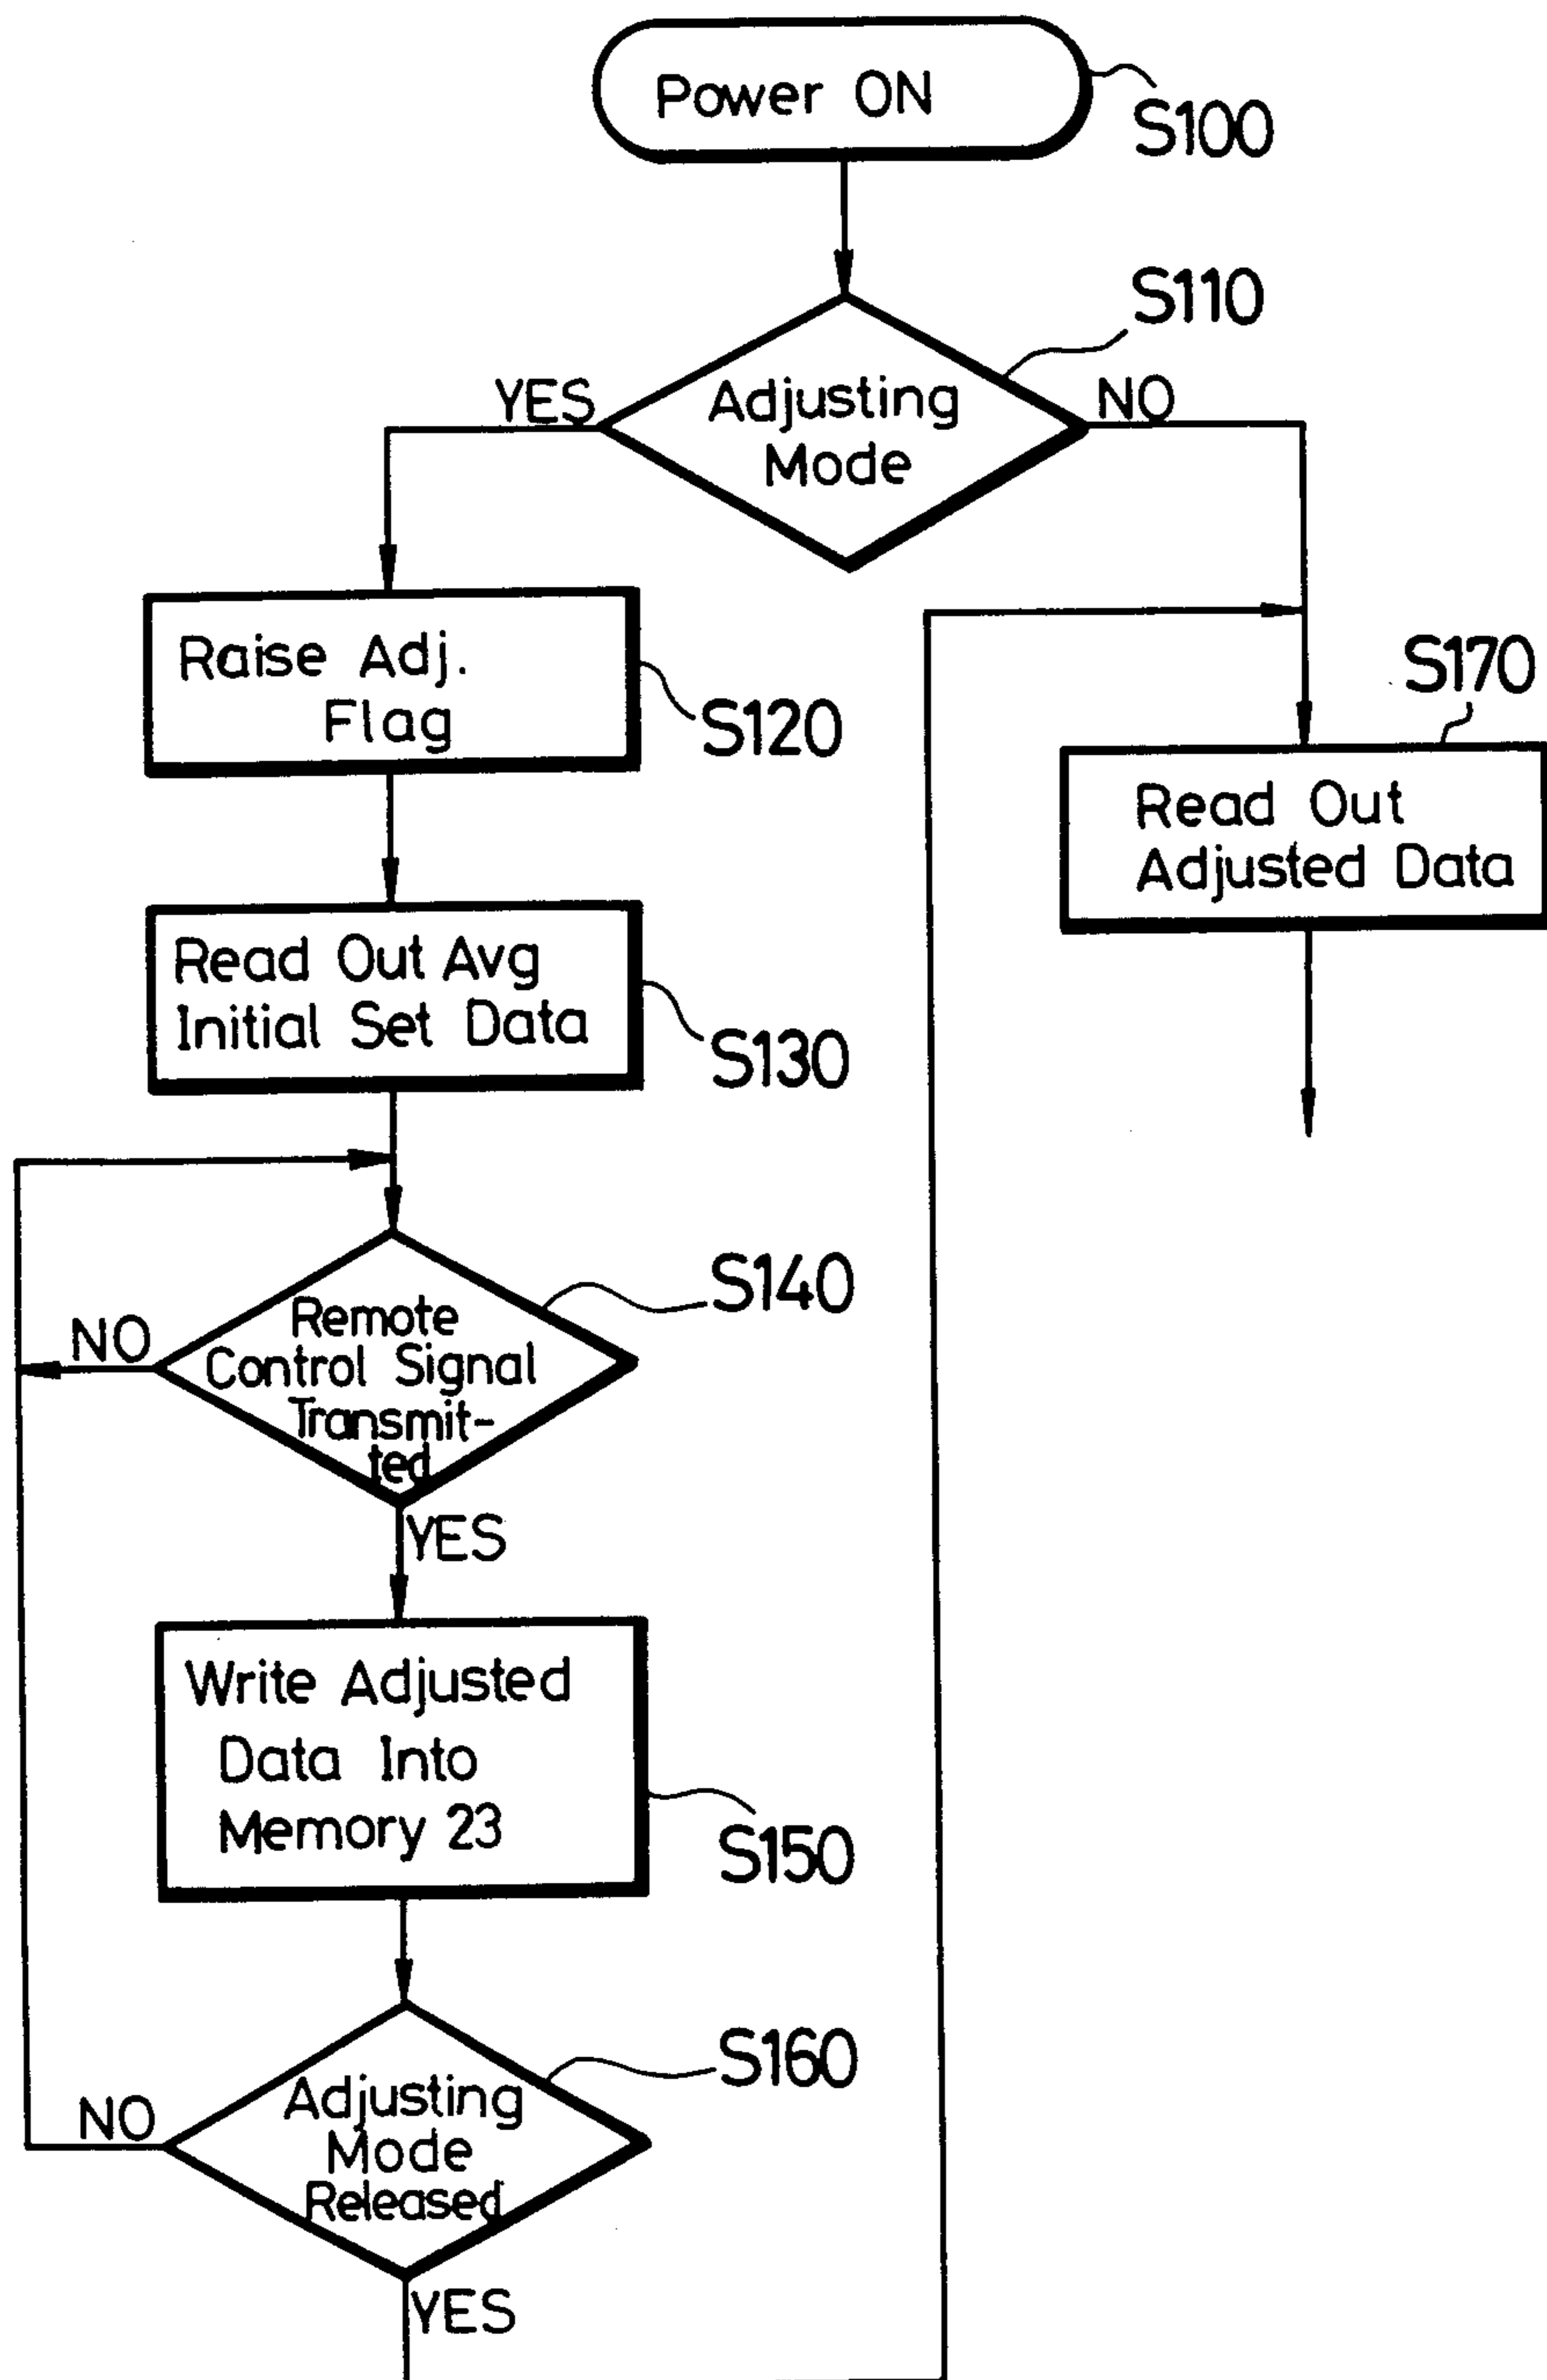 Power ON
S100
S110
YES
Adjusting
Mode
NO
Raise Adj.
Flag
S120
S170
Read Out
Adjusted Data
Read Out Avg
Initial Set Data
S130
S140
NO
Remote
Control Signal
Transmit-
ted
YES
Write Adjusted
Data Into
Memory 23
S150
S160
NO
Adjusting
Mode
Released
YES